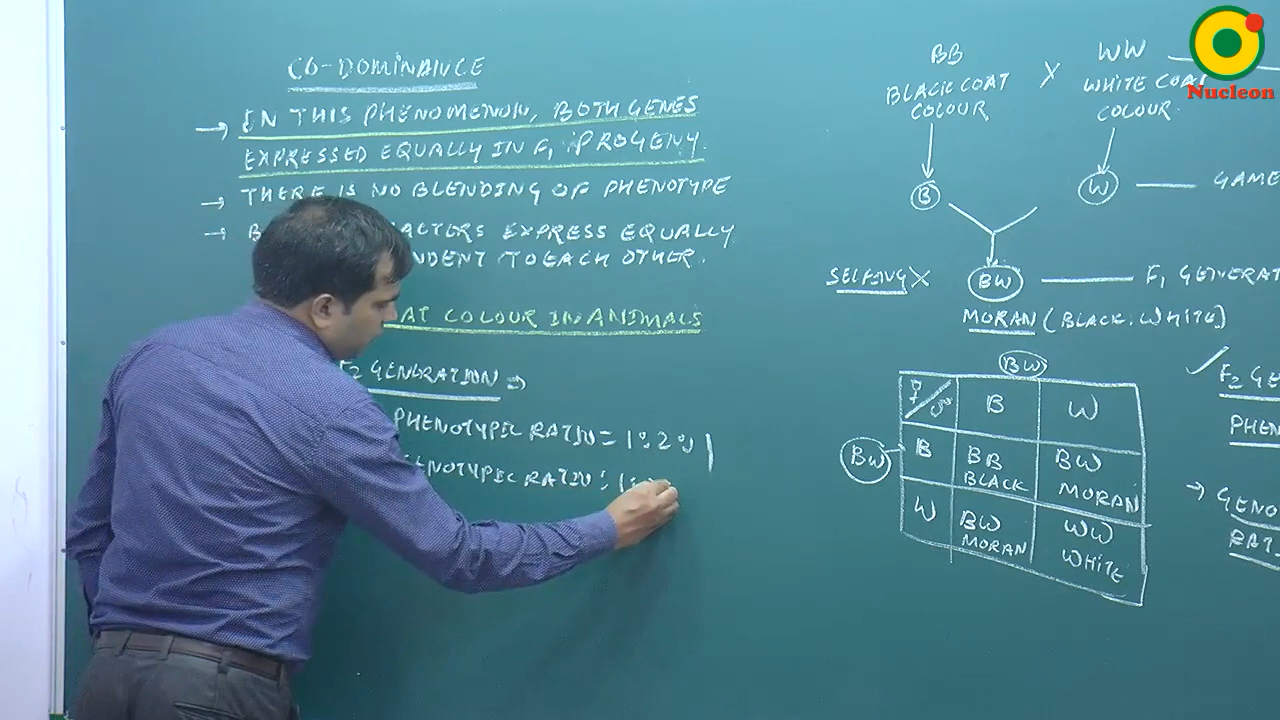 CO-DOMINANCE
→ IN THIS PHENOMENON, BOTH GENES
EXPRESSED EQUALLY IN F1 PROGENY.
→ THERE IS NO BLENDING OF PHENOTYPE
→ B ACTORS EXPRESS EQUALLY
NDENT TO EACH OTHER.
AT COLOUR IN ANIMALS
F2 GENERATION ⇒
PHENOTYPIC RATIO = 1:2:1
GENOTYPIC RATIO : 1:
BB × WW
BLACK COAT COLOUR WHITE COAT COLOUR
B W GAME
SELFING × BW F1 GENERAT
MORAN (BLACK.WHITE)
BW
♀ ♂ B W
BW B BB BLACK BW MORAN
W BW MORAN WW WHITE
✓ F2 GE
PHEN
→ GENO
RAT
Nucleon